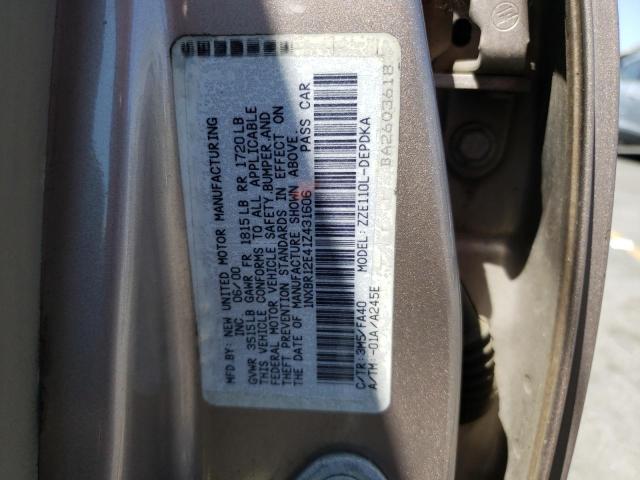 MFD.BY: NEW UNITED MOTOR MANUFACTURING
INC. 06/00
GVWR 3515LB GAWR FR 1815LB RR 1720LB
THIS VEHICLE CONFORMS TO ALL APPLICABLE
FEDERAL MOTOR VEHICLE SAFETY, BUMPER, AND
THEFT PREVENTION STANDARDS IN EFFECT ON
THE DATE OF MANUFACTURE SHOWN ABOVE.
1NXBR12E41Z431606 PASS CAR
C/TR: 3M5/FA40 MODEL: ZZE110L-DEPDKA
A/TM: -01A/A245E
BA2603618